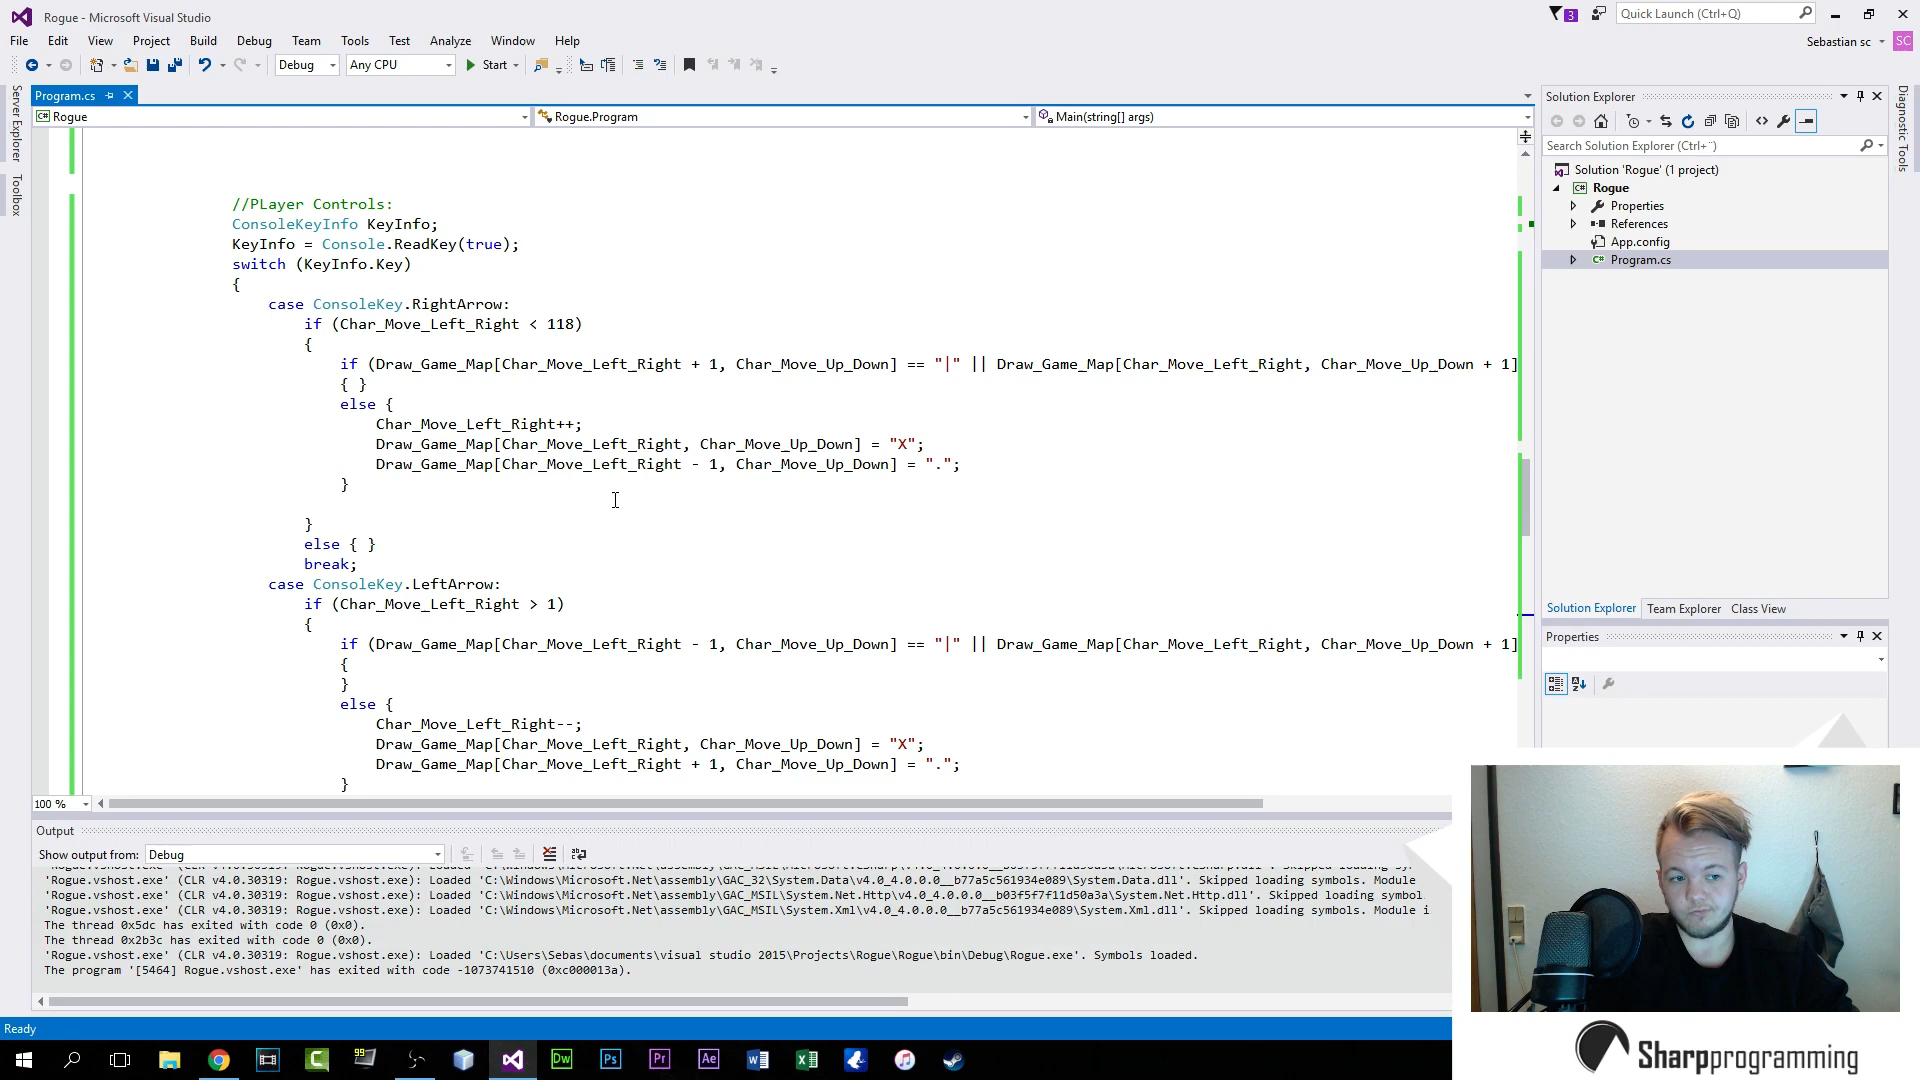 Rogue - Microsoft Visual Studio
3
Quick Launch (Ctrl+Q)
File Edit View Project Build Debug Team Tools Test Analyze Window Help
Sebastian sc
SC
Debug
Any CPU
Start
Server Explorer
Toolbox
Program.cs
Rogue
Rogue.Program
Main(string[] args)
//PLayer Controls:
ConsoleKeyInfo KeyInfo;
KeyInfo = Console.ReadKey(true);
switch (KeyInfo.Key)
{
case ConsoleKey.RightArrow:
if (Char_Move_Left_Right < 118)
{
if (Draw_Game_Map[Char_Move_Left_Right + 1, Char_Move_Up_Down] == "|" || Draw_Game_Map[Char_Move_Left_Right, Char_Move_Up_Down + 1]
{ }
else {
Char_Move_Left_Right++;
Draw_Game_Map[Char_Move_Left_Right, Char_Move_Up_Down] = "X";
Draw_Game_Map[Char_Move_Left_Right - 1, Char_Move_Up_Down] = ".";
}
}
else { }
break;
case ConsoleKey.LeftArrow:
if (Char_Move_Left_Right > 1)
{
if (Draw_Game_Map[Char_Move_Left_Right - 1, Char_Move_Up_Down] == "|" || Draw_Game_Map[Char_Move_Left_Right, Char_Move_Up_Down + 1]
{
}
else {
Char_Move_Left_Right--;
Draw_Game_Map[Char_Move_Left_Right, Char_Move_Up_Down] = "X";
Draw_Game_Map[Char_Move_Left_Right + 1, Char_Move_Up_Down] = ".";
}
100 %
Solution Explorer
Search Solution Explorer (Ctrl+¨)
Solution 'Rogue' (1 project)
Rogue
Properties
References
App.config
Program.cs
Solution Explorer Team Explorer Class View
Properties
Diagnostic Tools
Output
Show output from: Debug
'Rogue.vshost.exe' (CLR v4.0.30319: Rogue.vshost.exe): Loaded 'C:\Windows\Microsoft.Net\assembly\GAC_32\System.Data\v4.0_4.0.0.0__b77a5c561934e089\System.Data.dll'. Skipped loading symbols. Module
'Rogue.vshost.exe' (CLR v4.0.30319: Rogue.vshost.exe): Loaded 'C:\Windows\Microsoft.Net\assembly\GAC_MSIL\System.Net.Http\v4.0_4.0.0.0__b03f5f7f11d50a3a\System.Net.Http.dll'. Skipped loading symbol
'Rogue.vshost.exe' (CLR v4.0.30319: Rogue.vshost.exe): Loaded 'C:\Windows\Microsoft.Net\assembly\GAC_MSIL\System.Xml\v4.0_4.0.0.0__b77a5c561934e089\System.Xml.dll'. Skipped loading symbols. Module i
The thread 0x5dc has exited with code 0 (0x0).
The thread 0x2b3c has exited with code 0 (0x0).
'Rogue.vshost.exe' (CLR v4.0.30319: Rogue.vshost.exe): Loaded 'C:\Users\Sebas\documents\visual studio 2015\Projects\Rogue\Rogue\bin\Debug\Rogue.exe'. Symbols loaded.
The program '[5464] Rogue.vshost.exe' has exited with code -1073741510 (0xc000013a).
Ready
Dw Ps Pr Ae
Sharpprogramming